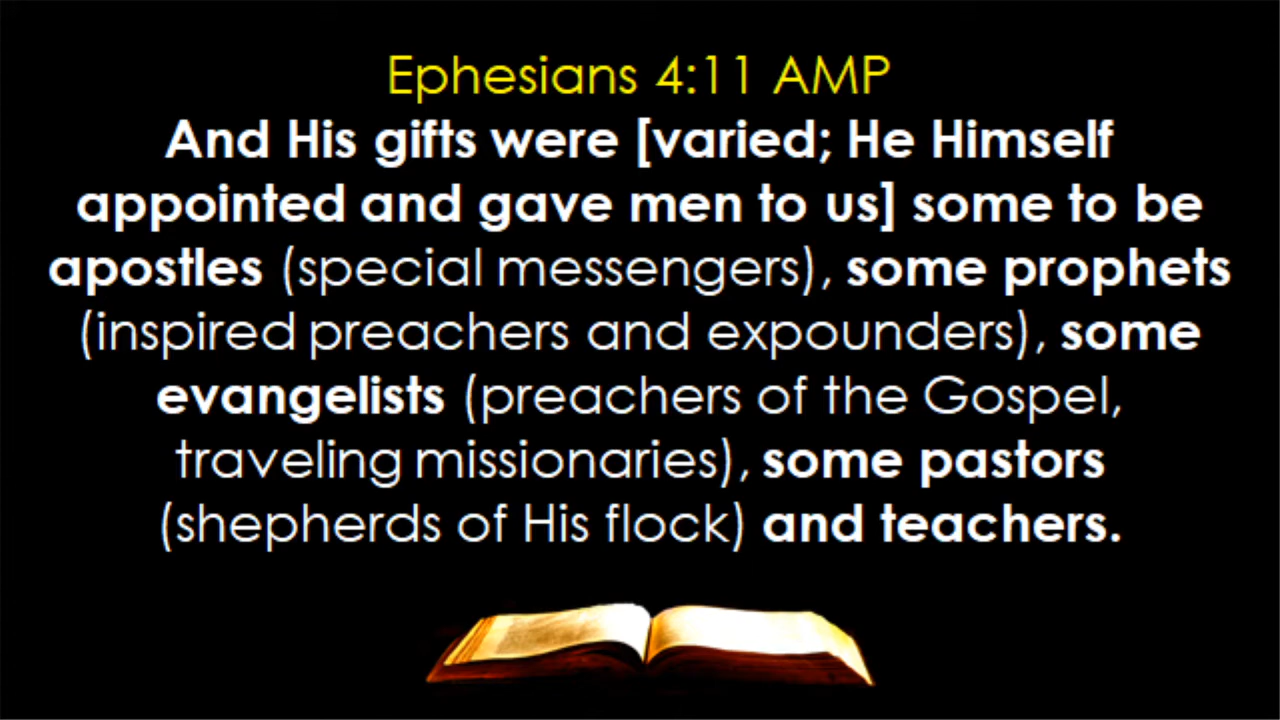 Ephesians 4:11 AMP
And His gifts were [varied; He Himself
appointed and gave men to us] some to be
apostles (special messengers), some prophets
(inspired preachers and expounders), some
evangelists (preachers of the Gospel,
traveling missionaries), some pastors
(shepherds of His flock) and teachers.